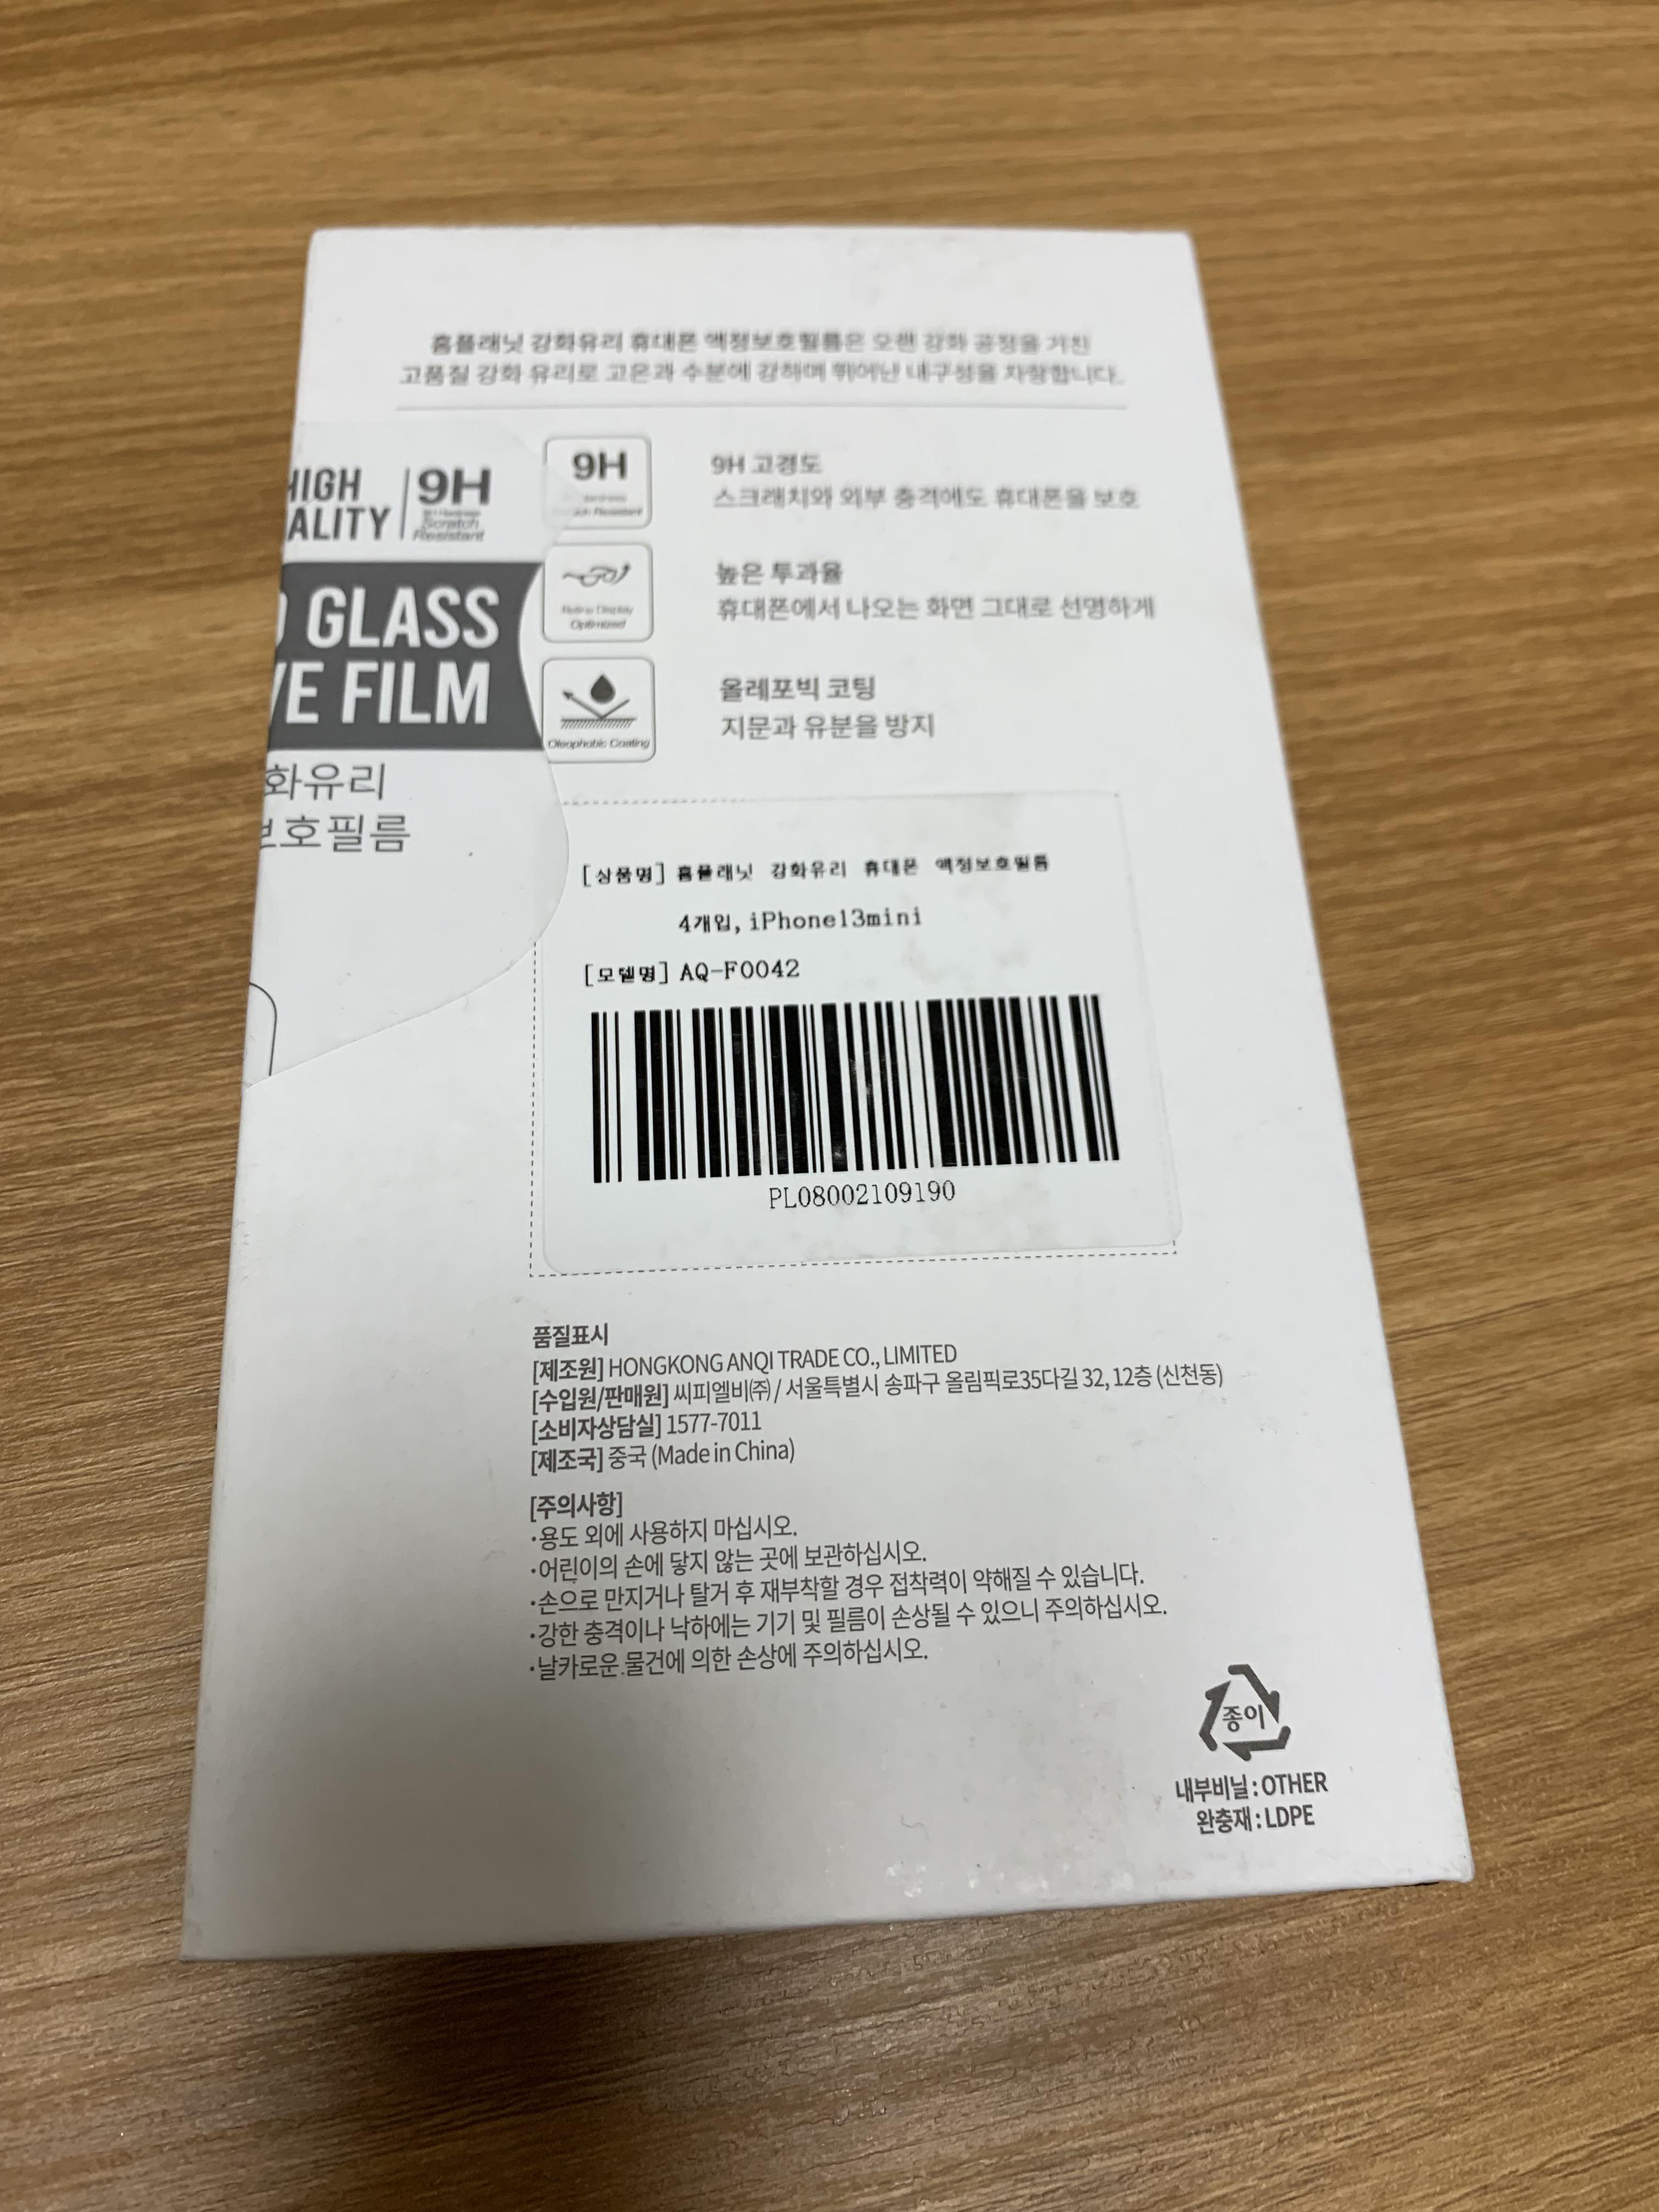 홈플래닛 강화유리 휴대폰 액정보호필름은 오랜 강화 공정을 거친
고품질 강화 유리로 고온과 수분에 강하며 뛰어난 내구성을 자랑합니다.
HIGH
ALITY
9H
Scratch
Resistant
GLASS
VE FILM
화유리
보호필름
9H
Resistant
9H 고경도
스크래치와 외부 충격에도 휴대폰을 보호
Retina Display
Optimized
높은 투과율
휴대폰에서 나오는 화면 그대로 선명하게
Oleophobic Coating
올레포빅 코팅
지문과 유분을 방지
[상품명] 홈플래닛 강화유리 휴대폰 액정보호필름
4개입, iPhone13mini
[모델명] AQ-F0042
PL08002109190
품질표시
[제조원] HONGKONG ANQI TRADE CO., LIMITED
[수입원/판매원] 씨피엘비㈜ / 서울특별시 송파구 올림픽로35다길 32, 12층 (신천동)
[소비자상담실] 1577-7011
[제조국] 중국 (Made in China)
[주의사항]
·용도 외에 사용하지 마십시오.
·어린이의 손에 닿지 않는 곳에 보관하십시오.
·손으로 만지거나 탈거 후 재부착할 경우 접착력이 약해질 수 있습니다.
·강한 충격이나 낙하에는 기기 및 필름이 손상될 수 있으니 주의하십시오.
·날카로운 물건에 의한 손상에 주의하십시오.
종이
내부비닐 : OTHER
완충재 : LDPE